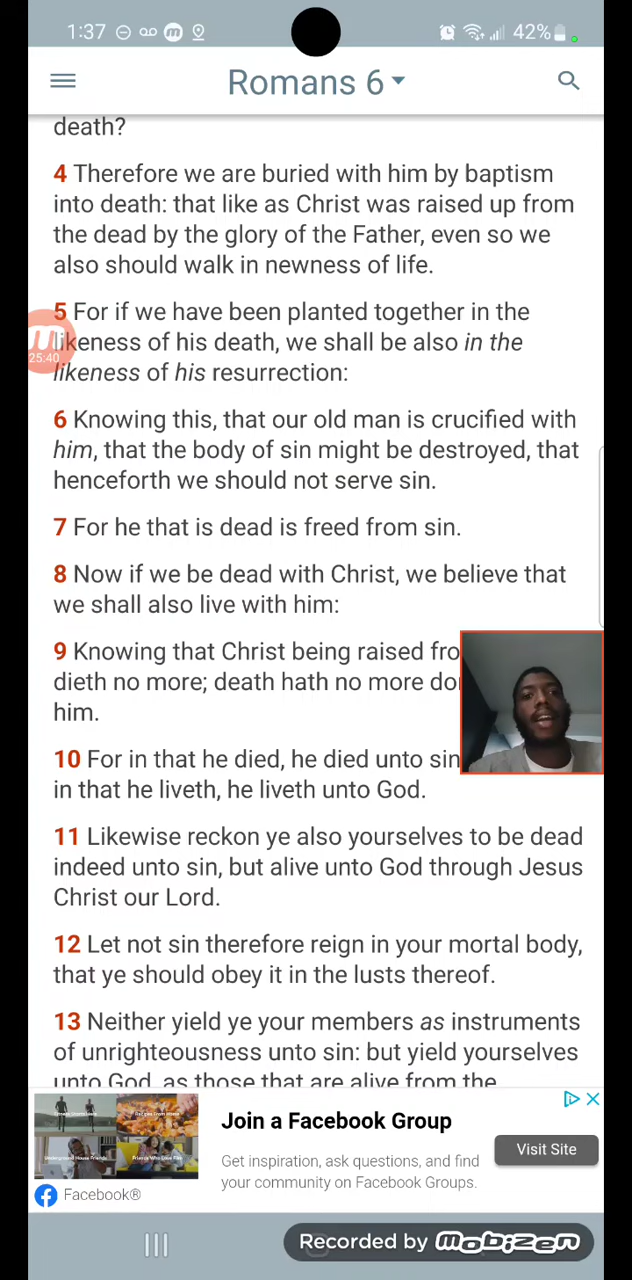 1:37
42%
Romans 6
death?
4 Therefore we are buried with him by baptism
into death: that like as Christ was raised up from
the dead by the glory of the Father, even so we
also should walk in newness of life.
5 For if we have been planted together in the
likeness of his death, we shall be also in the
25:40
likeness of his resurrection:
6 Knowing this, that our old man is crucified with
him, that the body of sin might be destroyed, that
henceforth we should not serve sin.
7 For he that is dead is freed from sin.
8 Now if we be dead with Christ, we believe that
we shall also live with him:
9 Knowing that Christ being raised fro
dieth no more; death hath no more do
him.
10 For in that he died, he died unto sin
in that he liveth, he liveth unto God.
11 Likewise reckon ye also yourselves to be dead
indeed unto sin, but alive unto God through Jesus
Christ our Lord.
12 Let not sin therefore reign in your mortal body,
that ye should obey it in the lusts thereof.
13 Neither yield ye your members as instruments
of unrighteousness unto sin: but yield yourselves
unto God, as those that are alive from the
Join a Facebook Group
Get inspiration, ask questions, and find
your community on Facebook Groups.
Visit Site
Facebook®
Recorded by mobizen